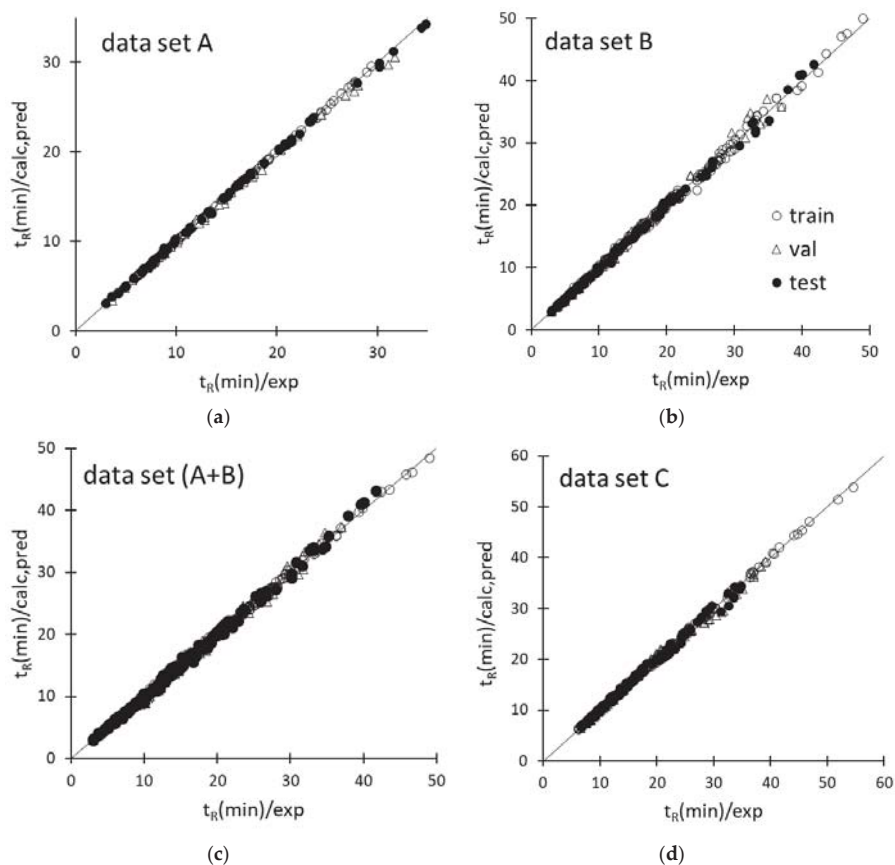 data set A
t_R(min)/calc,pred
30
20
10
0
0 10 20 30
t_R(min)/exp
(a)
data set B
t_R(min)/calc,pred
50
40
30
20
10
0
0 10 20 30 40 50
train
val
test
t_R(min)/exp
(b)
data set (A+B)
t_R(min)/calc,pred
50
40
30
20
10
0
0 10 20 30 40 50
t_R(min)/exp
(c)
data set C
t_R(min)/calc,pred
60
50
40
30
20
10
0
0 10 20 30 40 50 60
t_R(min)/exp
(d)